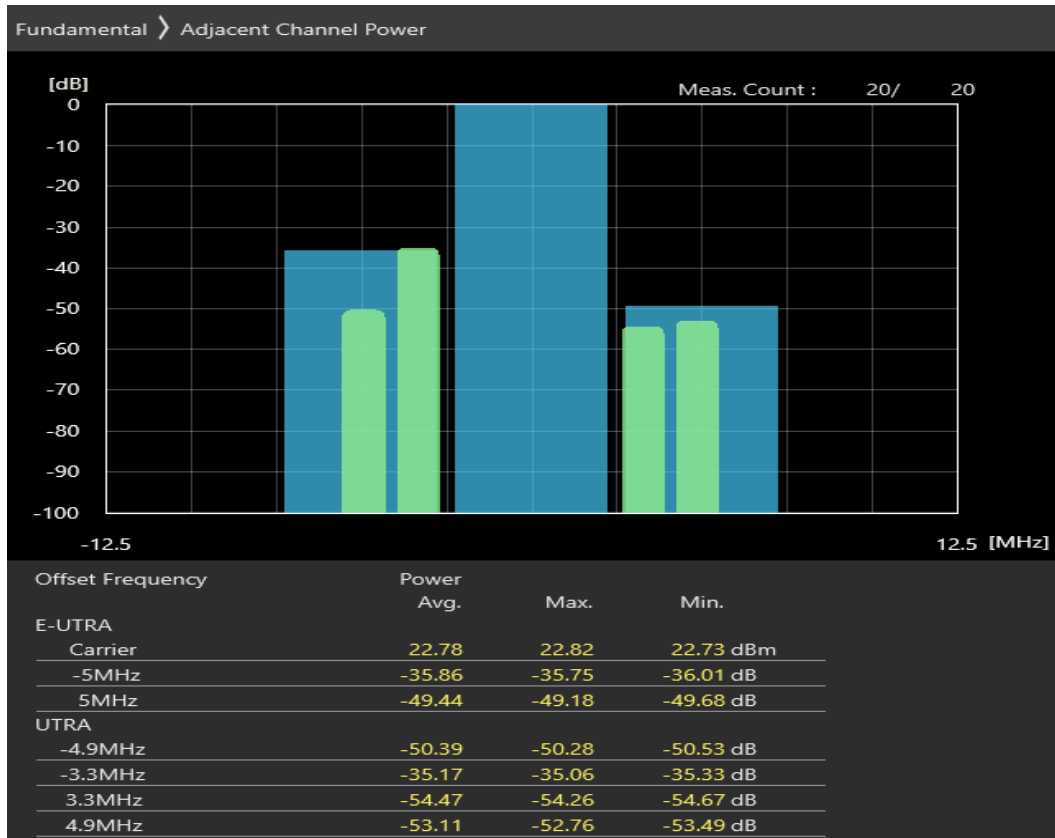 Fundamental 》 Adjacent Channel Power
[dB]
Meas. Count : 20/ 20
0
-10
-20
-30
-40
-50
-60
-70
-80
-90
-100
-12.5 12.5 [MHz]
Offset Frequency Power
Avg. Max. Min.
E-UTRA
Carrier 22.78 22.82 22.73 dBm
-5MHz -35.86 -35.75 -36.01 dB
5MHz -49.44 -49.18 -49.68 dB
UTRA
-4.9MHz -50.39 -50.28 -50.53 dB
-3.3MHz -35.17 -35.06 -35.33 dB
3.3MHz -54.47 -54.26 -54.67 dB
4.9MHz -53.11 -52.76 -53.49 dB